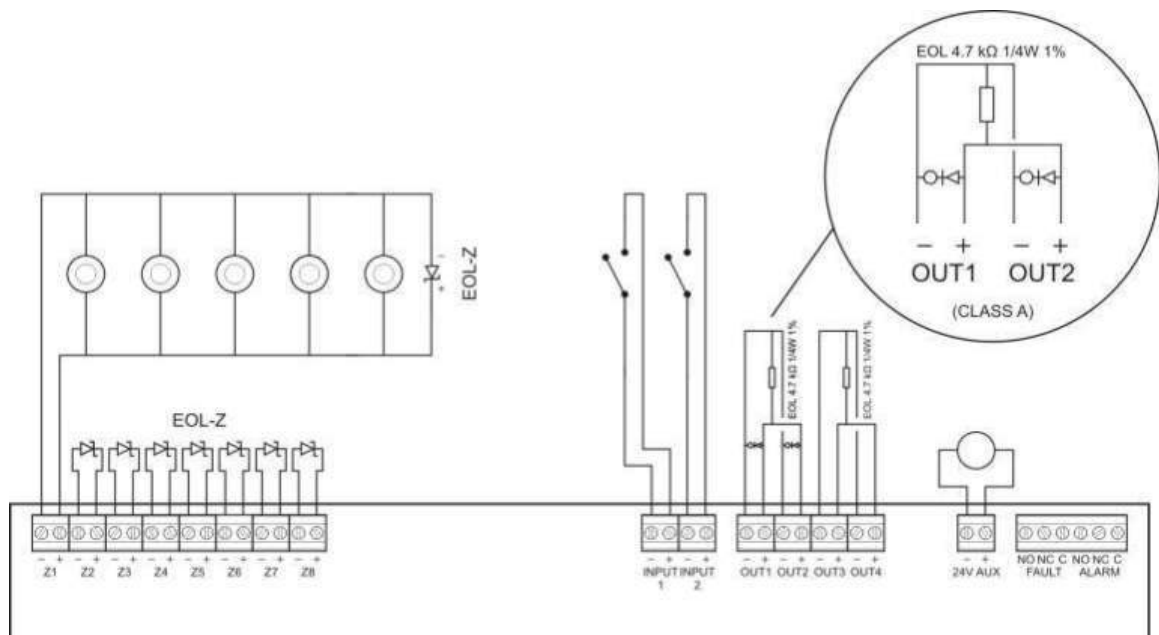 EOL 4.7 kΩ 1/4W 1%
− + − +
OUT1 OUT2
(CLASS A)
−
+
EOL-Z
EOL-Z
EOL 4.7 kΩ 1/4W 1%
EOL 4.7 kΩ 1/4W 1%
− + − + − + − + − + − + − + − +
Z1 Z2 Z3 Z4 Z5 Z6 Z7 Z8
− + − +
INPUT INPUT
1 2
− + − + − + − +
OUT1 OUT2 OUT3 OUT4
− +
24V AUX
NO NC C NO NC C
FAULT ALARM